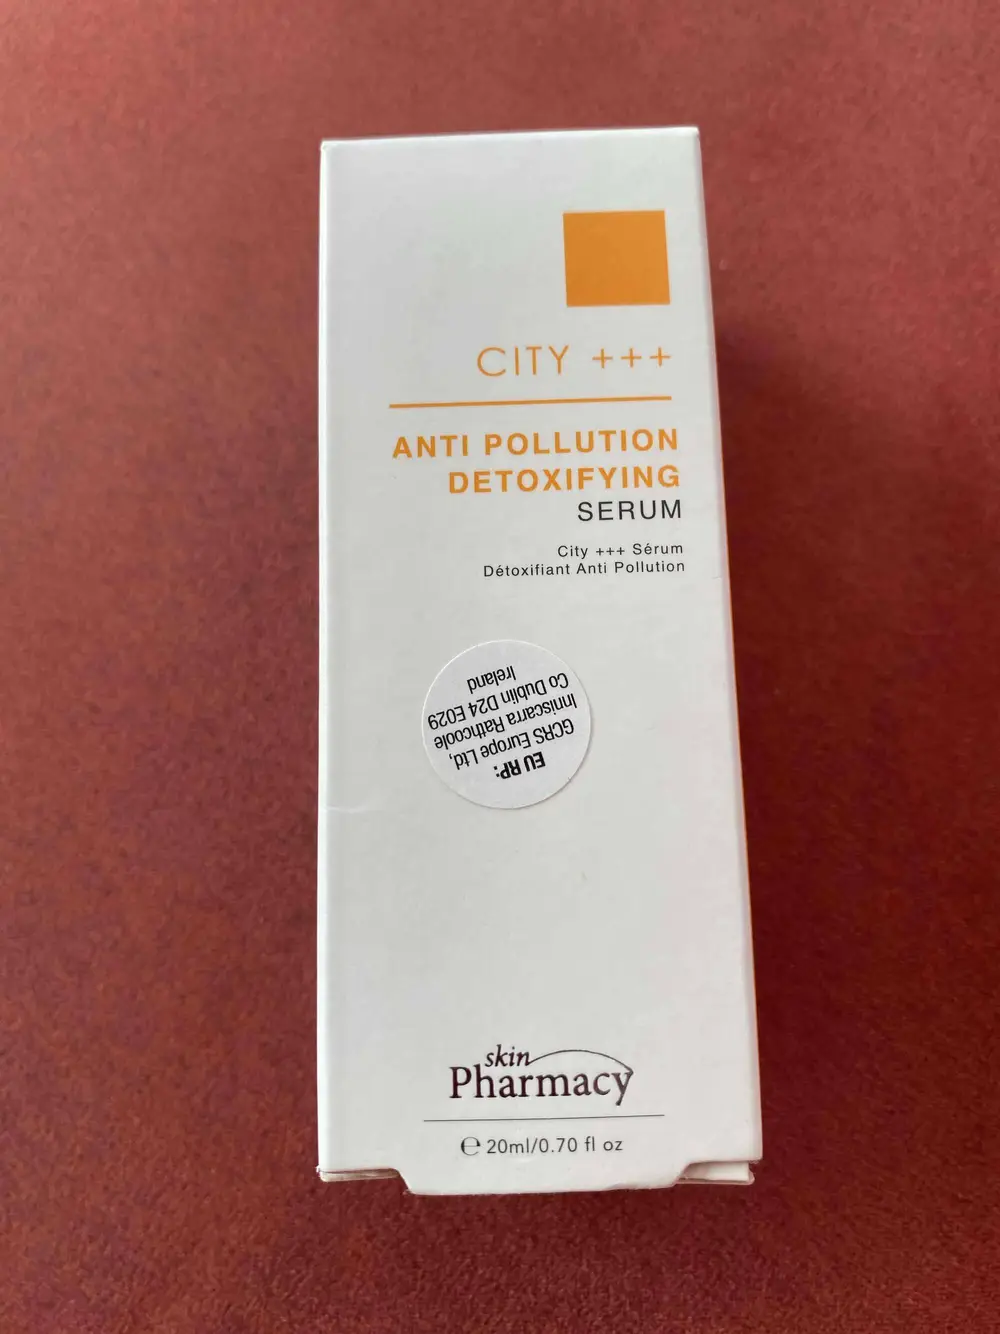 CITY +++
ANTI POLLUTION
DETOXIFYING
SERUM
City +++ Sérum
Détoxifiant Anti Pollution
EU RP:
GCRS Europe Ltd,
Inniscarra Rathcoole
Co Dublin D24 E029
Ireland
skin
Pharmacy
℮ 20ml/0.70 fl oz